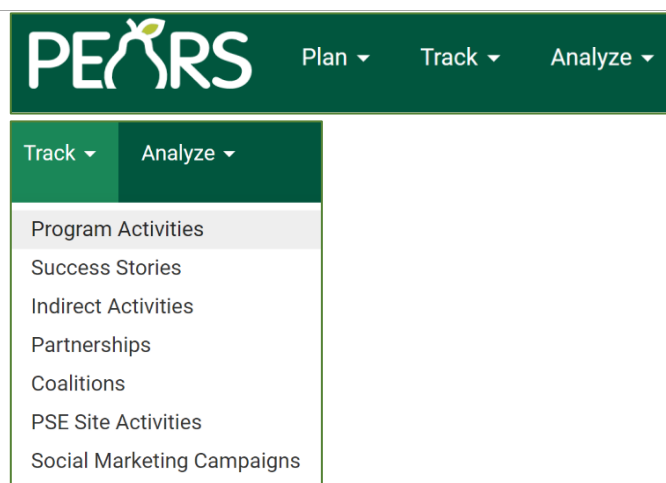 PEARS Plan Track Analyze
Track Analyze
Program Activities
Success Stories
Indirect Activities
Partnerships
Coalitions
PSE Site Activities
Social Marketing Campaigns